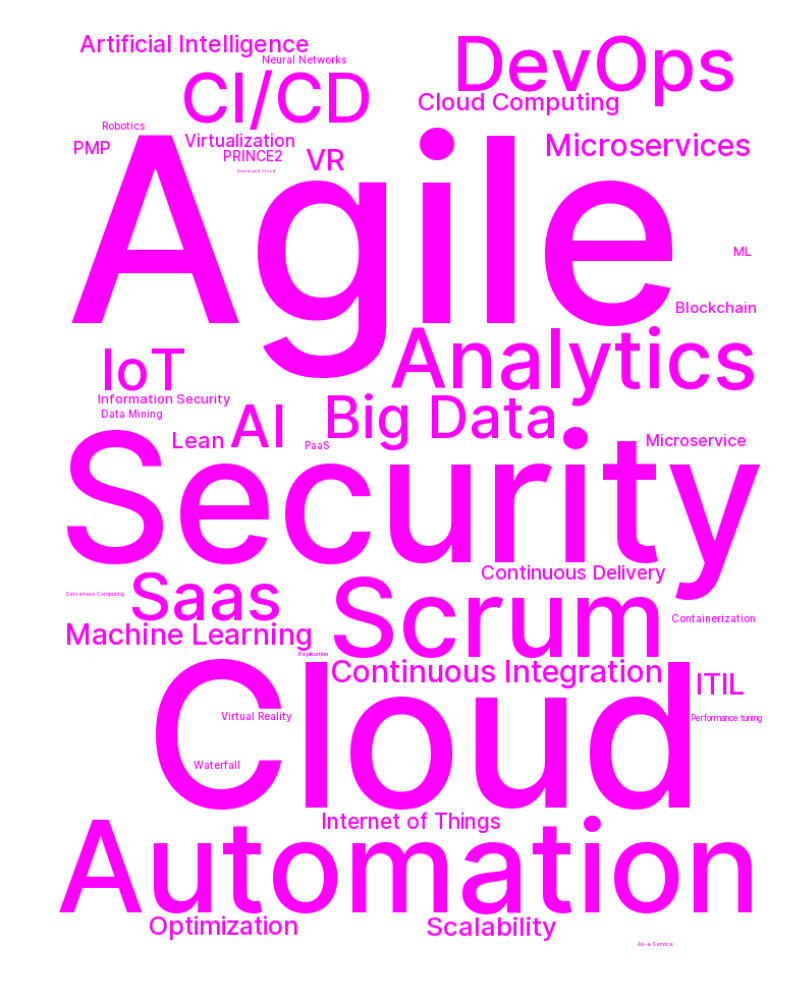 Artificial Intelligence
DevOps
Neural Networks
CI/CD
Cloud Computing
Robotics
PMP
Virtualization
PRINCE2
VR
Microservices
Agile
ML
Blockchain
IoT
Analytics
Information Security
Data Mining
Lean
AI
Big Data
PaaS
Microservice
Security
Continuous Delivery
Serverless Computing
Saas
Scrum
Containerization
Machine Learning
Replication
Continuous Integration
ITIL
Cloud
Virtual Reality
Performance tuning
Waterfall
Internet of Things
Automation
Optimization
Scalability
As-a-Service